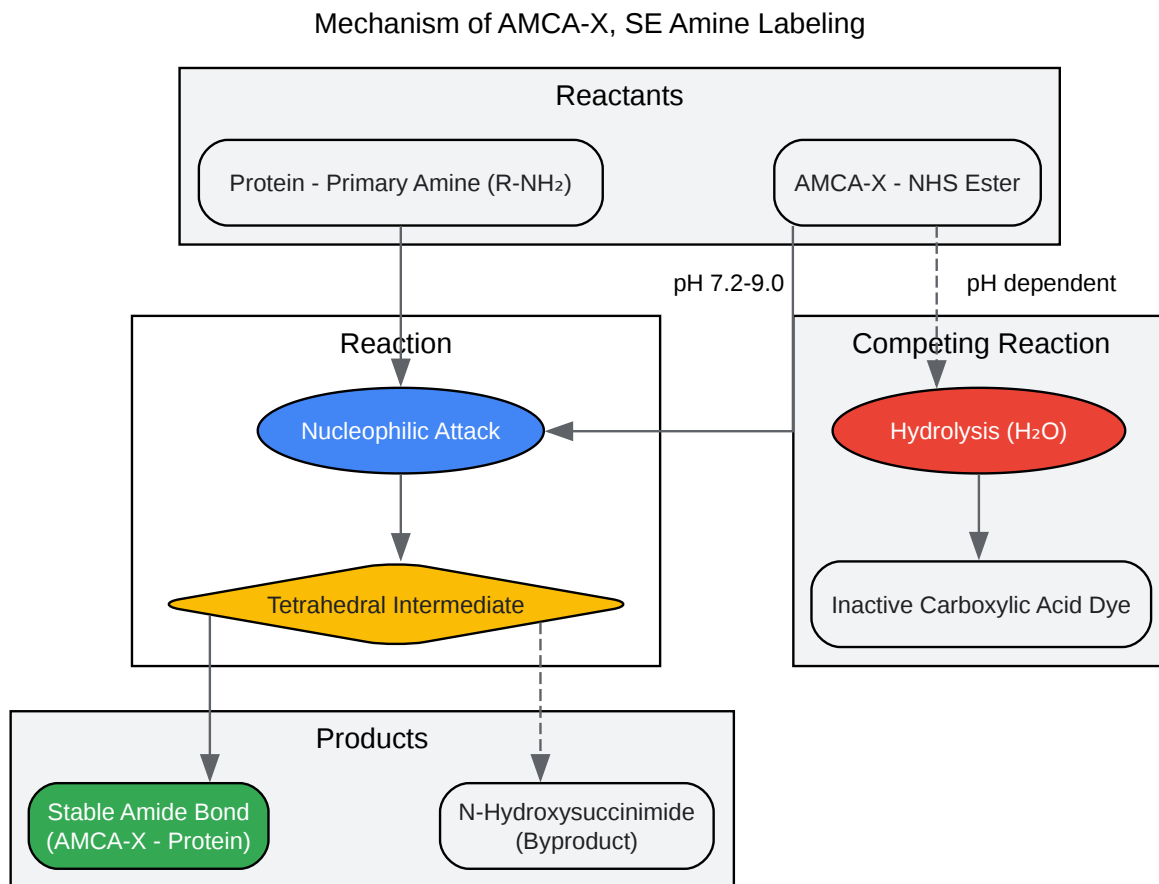 Mechanism of AMCA-X, SE Amine Labeling
Reactants
Protein - Primary Amine (R-NH₂)
AMCA-X - NHS Ester
pH 7.2-9.0
pH dependent
Reaction
Competing Reaction
Nucleophilic Attack
Hydrolysis (H₂O)
Tetrahedral Intermediate
Inactive Carboxylic Acid Dye
Products
Stable Amide Bond
(AMCA-X - Protein)
N-Hydroxysuccinimide
(Byproduct)